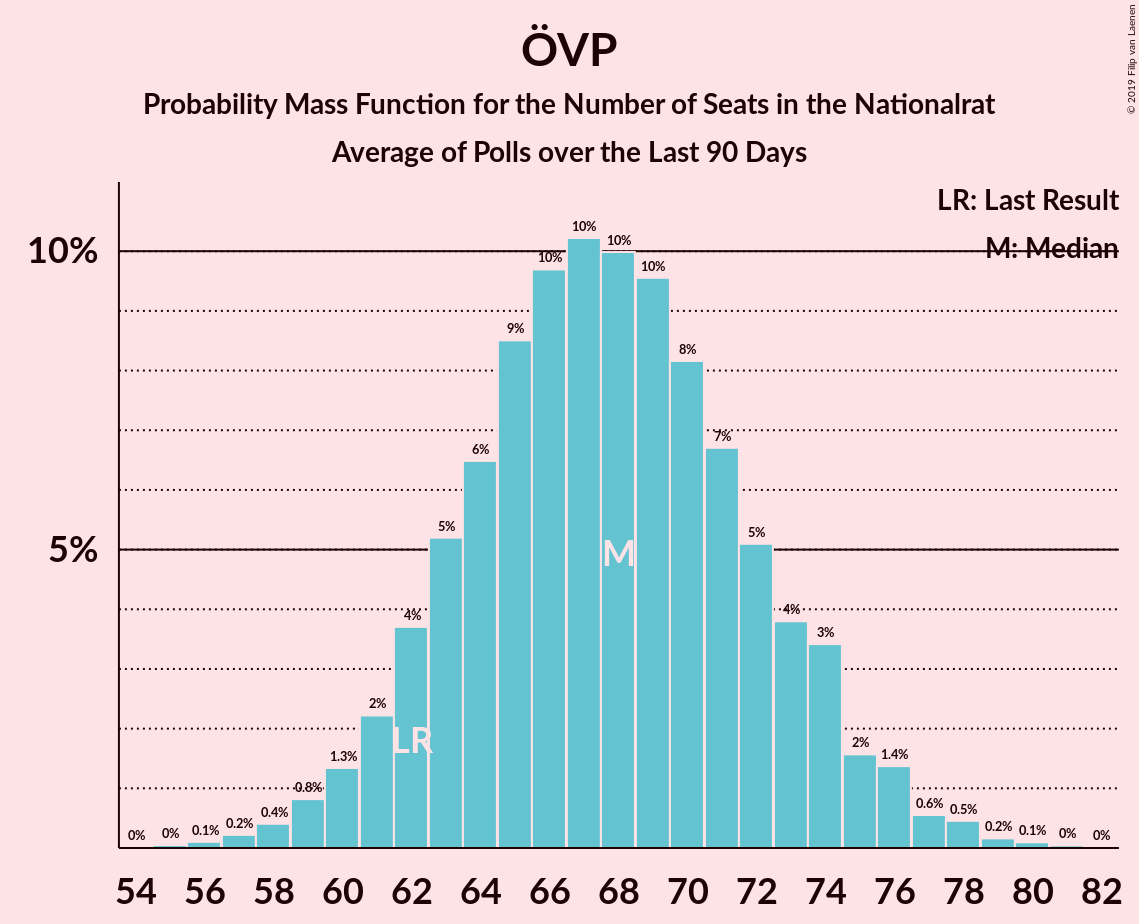 ÖVP
Probability Mass Function for the Number of Seats in the Nationalrat
Average of Polls over the Last 90 Days
© 2019 Filip van Laenen
LR: Last Result
M: Median
10%
5%
0% 0% 0.1% 0.2% 0.4% 0.8% 1.3% 2% 4% 5% 6% 9% 10% 10% 10% 10% 8% 7% 5% 4% 3% 2% 1.4% 0.6% 0.5% 0.2% 0.1% 0% 0%
M
LR
54 56 58 60 62 64 66 68 70 72 74 76 78 80 82